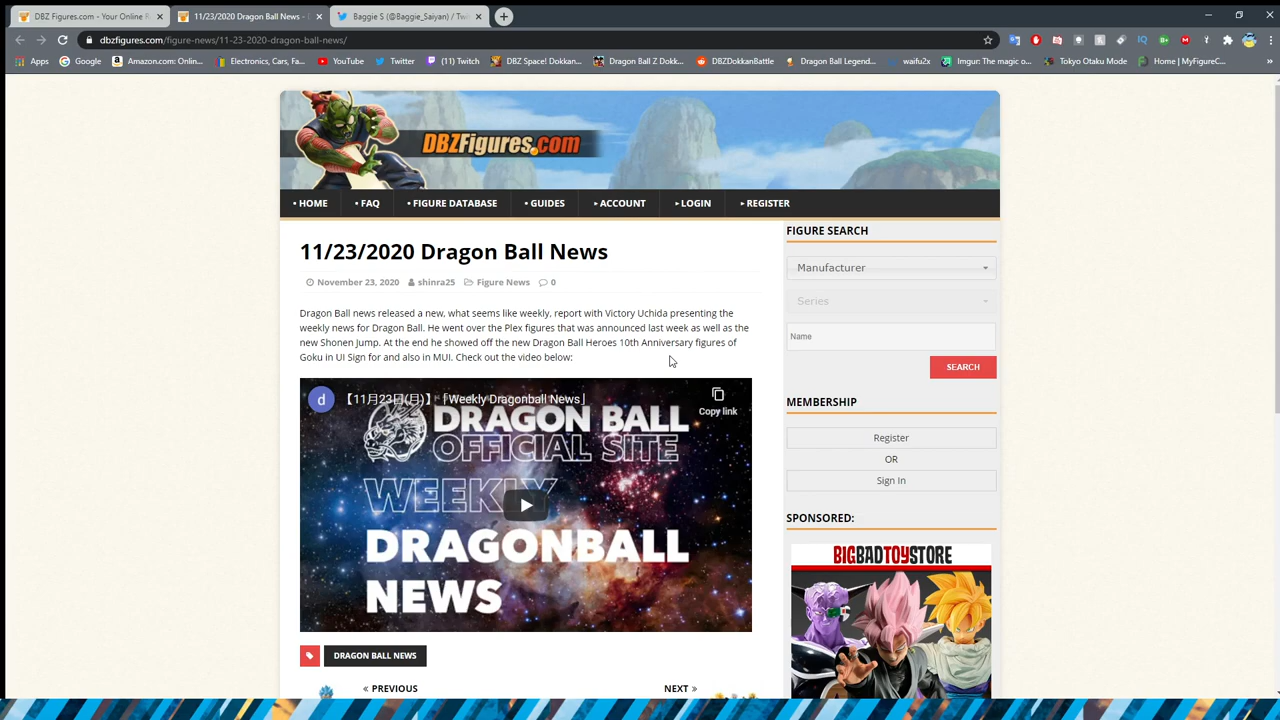 DBZ Figures.com - Your Online R
11/23/2020 Dragon Ball News -
Baggie S (@Baggie_Saiyan) / Twi
dbzfigures.com/figure-news/11-23-2020-dragon-ball-news/
Apps
Google
Amazon.com: Onlin...
Electronics, Cars, Fa...
YouTube
Twitter
(11) Twitch
DBZ Space! Dokkan...
Dragon Ball Z Dokk...
DBZDokkanBattle
Dragon Ball Legend...
waifu2x
Imgur: The magic o...
Tokyo Otaku Mode
Home | MyFigureC...
»
DBZFigures.com
• HOME
• FAQ
• FIGURE DATABASE
• GUIDES
▸ ACCOUNT
▸ LOGIN
▸ REGISTER
11/23/2020 Dragon Ball News
November 23, 2020 shinra25 Figure News 0
Dragon Ball news released a new, what seems like weekly, report with Victory Uchida presenting the
weekly news for Dragon Ball. He went over the Plex figures that was announced last week as well as the
new Shonen Jump. At the end he showed off the new Dragon Ball Heroes 10th Anniversary figures of
Goku in UI Sign for and also in MUI. Check out the video below:
d
【11月23日(月)】「Weekly Dragonball News」
Copy link
DRAGON BALL
OFFICIAL SITE
WEEKLY
DRAGONBALL
NEWS
DRAGON BALL NEWS
« PREVIOUS
NEXT »
FIGURE SEARCH
Manufacturer
Series
Name
SEARCH
MEMBERSHIP
Register
OR
Sign In
SPONSORED:
BIGBADTOYSTORE